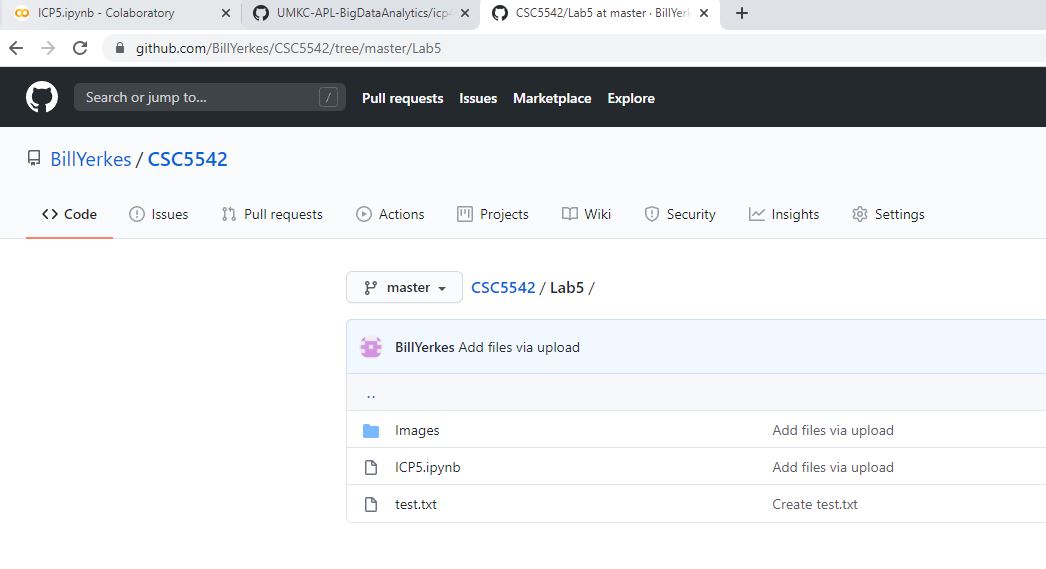 ICP5.ipynb - Colaboratory
UMKC-APL-BigDataAnalytics/icp4
CSC5542/Lab5 at master · BillYerk
github.com/BillYerkes/CSC5542/tree/master/Lab5
Search or jump to... / Pull requests Issues Marketplace Explore
BillYerkes / CSC5542
Code Issues Pull requests Actions Projects Wiki Security Insights Settings
master CSC5542 / Lab5 /
BillYerkes Add files via upload
..
Images Add files via upload
ICP5.ipynb Add files via upload
test.txt Create test.txt